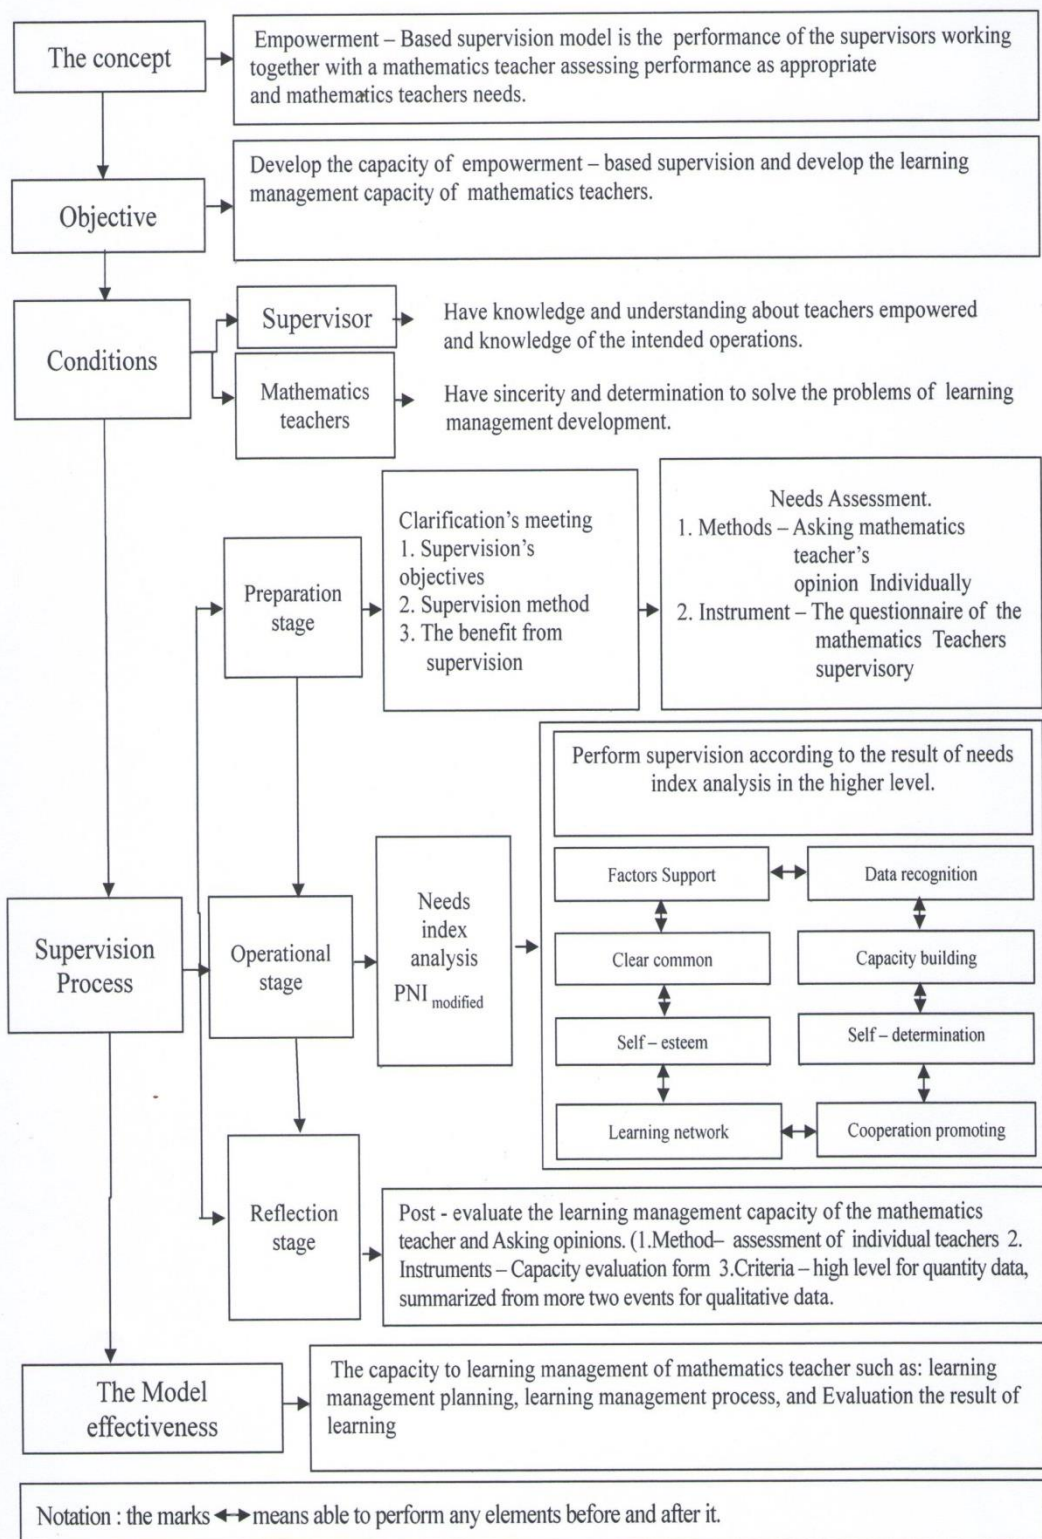 The concept
Empowerment – Based supervision model is the performance of the supervisors working
together with a mathematics teacher assessing performance as appropriate
and mathematics teachers needs.
Objective
Develop the capacity of empowerment – based supervision and develop the learning
management capacity of mathematics teachers.
Conditions
Supervisor
Have knowledge and understanding about teachers empowered
and knowledge of the intended operations.
Mathematics
teachers
Have sincerity and determination to solve the problems of learning
management development.
Supervision
Process
Preparation
stage
Clarification’s meeting
1. Supervision’s
objectives
2. Supervision method
3. The benefit from
supervision
Needs Assessment.
1. Methods – Asking mathematics
teacher’s
opinion Individually
2. Instrument – The questionnaire of the
mathematics Teachers
supervisory
Operational
stage
Needs
index
analysis
PNI modified
Perform supervision according to the result of needs
index analysis in the higher level.
Factors Support
Data recognition
Clear common
Capacity building
Self – esteem
Self – determination
Learning network
Cooperation promoting
Reflection
stage
Post - evaluate the learning management capacity of the mathematics
teacher and Asking opinions. (1.Method– assessment of individual teachers 2.
Instruments – Capacity evaluation form 3.Criteria – high level for quantity data,
summarized from more two events for qualitative data.
The Model
effectiveness
The capacity to learning management of mathematics teacher such as: learning
management planning, learning management process, and Evaluation the result of
learning
Notation : the marks ↔ means able to perform any elements before and after it.